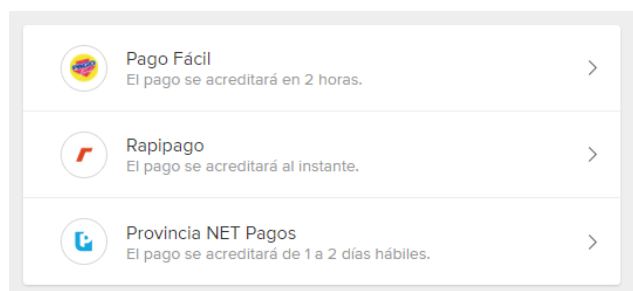 Pago Fácil
El pago se acreditará en 2 horas.
Rapipago
El pago se acreditará al instante.
Provincia NET Pagos
El pago se acreditará de 1 a 2 días hábiles.